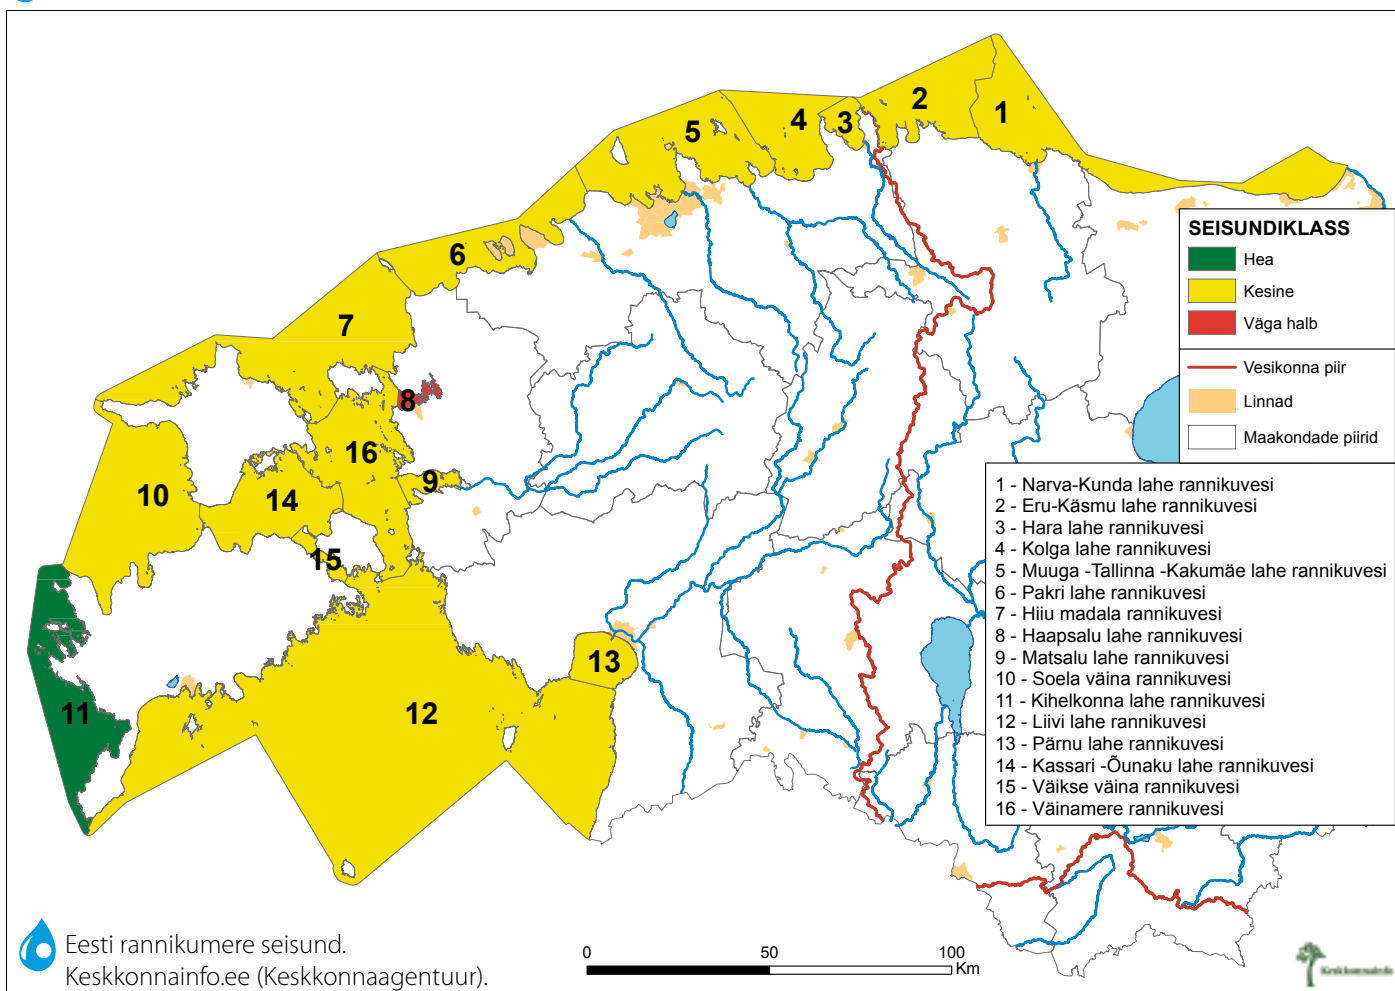 1
2
3
4
5
6
7
8
9
10
11
12
13
14
15
16
SEISUNDIKLASS
Hea
Kesine
Väga halb
Vesikonna piir
Linnad
Maakondade piirid
1 - Narva-Kunda lahe rannikuvesi
2 - Eru-Käsmu lahe rannikuvesi
3 - Hara lahe rannikuvesi
4 - Kolga lahe rannikuvesi
5 - Muuga -Tallinna -Kakumäe lahe rannikuvesi
6 - Pakri lahe rannikuvesi
7 - Hiiu madala rannikuvesi
8 - Haapsalu lahe rannikuvesi
9 - Matsalu lahe rannikuvesi
10 - Soela väina rannikuvesi
11 - Kihelkonna lahe rannikuvesi
12 - Liivi lahe rannikuvesi
13 - Pärnu lahe rannikuvesi
14 - Kassari -Õunaku lahe rannikuvesi
15 - Väikse väina rannikuvesi
16 - Väinamere rannikuvesi
Eesti rannikumere seisund.
Keskkonnainfo.ee (Keskkonnaagentuur).
0 50 100
Km
Keskkonnainfo